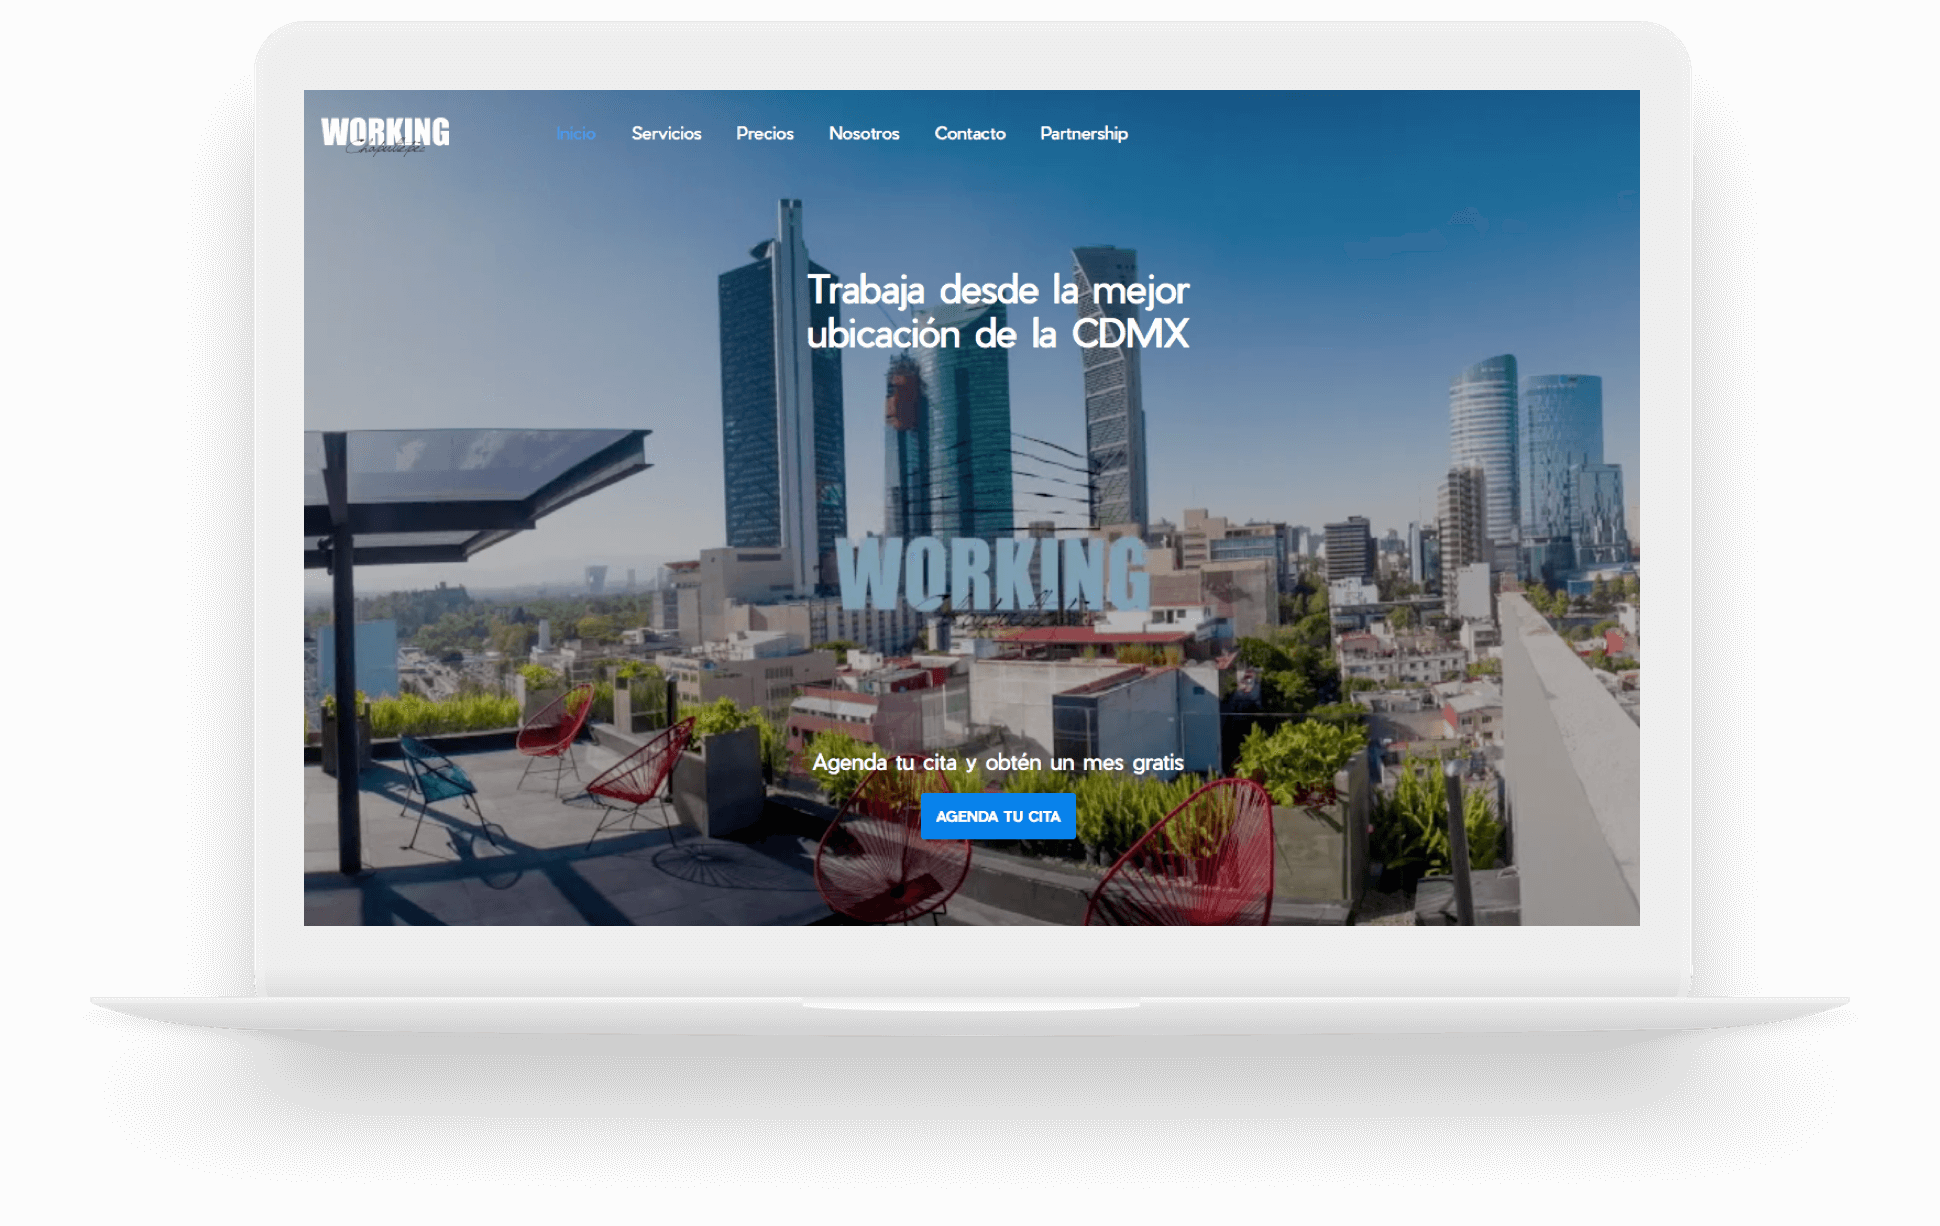 WORKING
Chapultepec
Inicio
Servicios
Precios
Nosotros
Contacto
Partnership
Trabaja desde la mejor
ubicación de la CDMX
WORKING
Agenda tu cita y obtén un mes gratis
AGENDA TU CITA